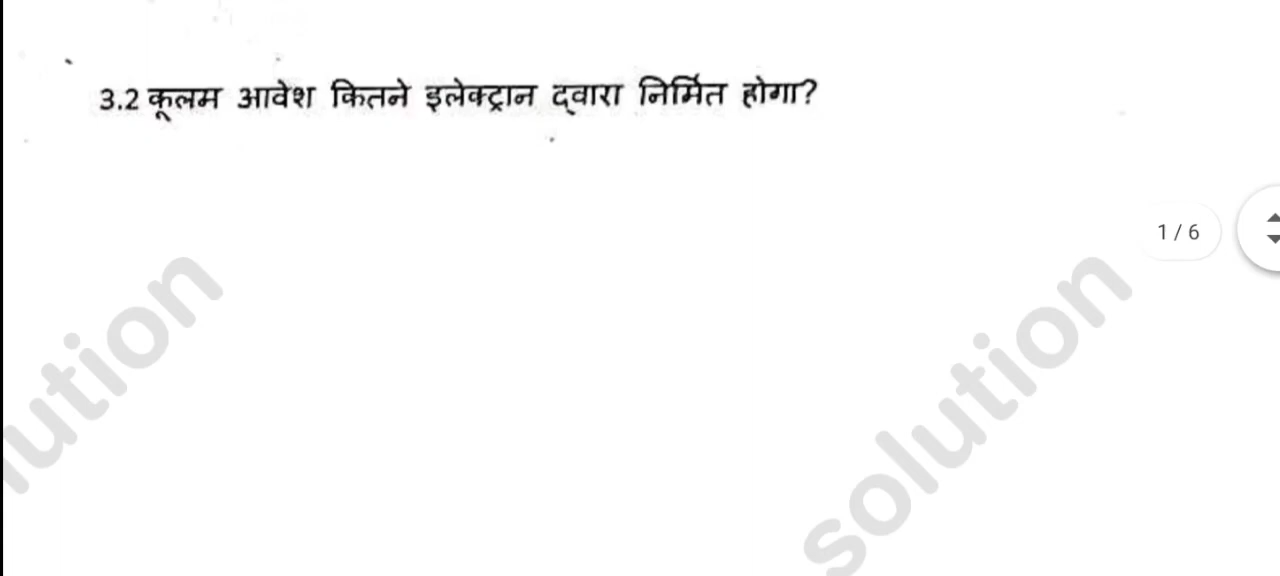 3.2 कूलम आवेश कितने इलेक्ट्रान द्वारा निर्मित होगा?
1 / 6
ution
solution